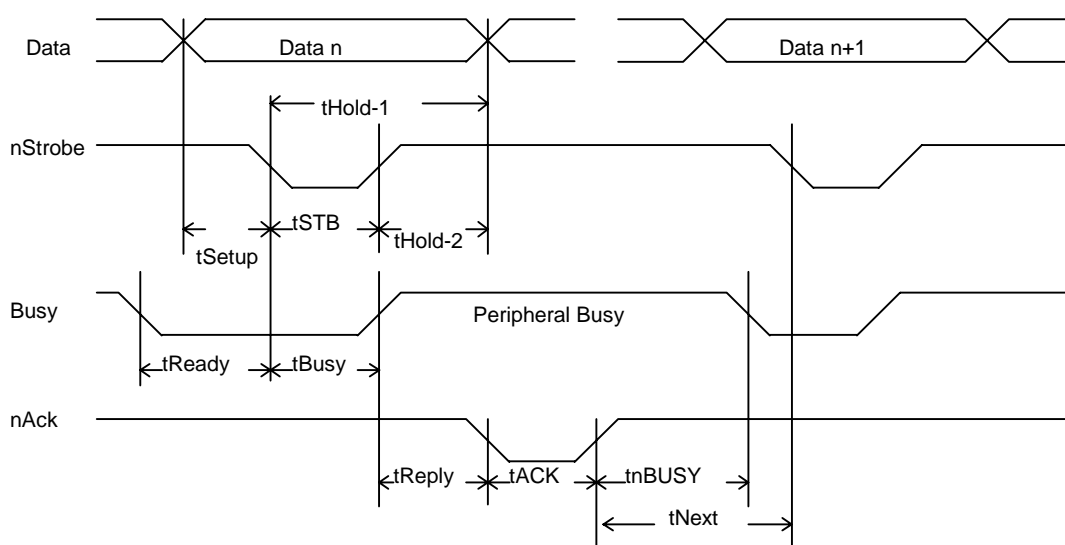 Data
Data n
Data n+1
tHold-1
nStrobe
tSTB
tHold-2
tSetup
Busy
Peripheral Busy
tReady
tBusy
nAck
tReply
tACK
tnBUSY
tNext